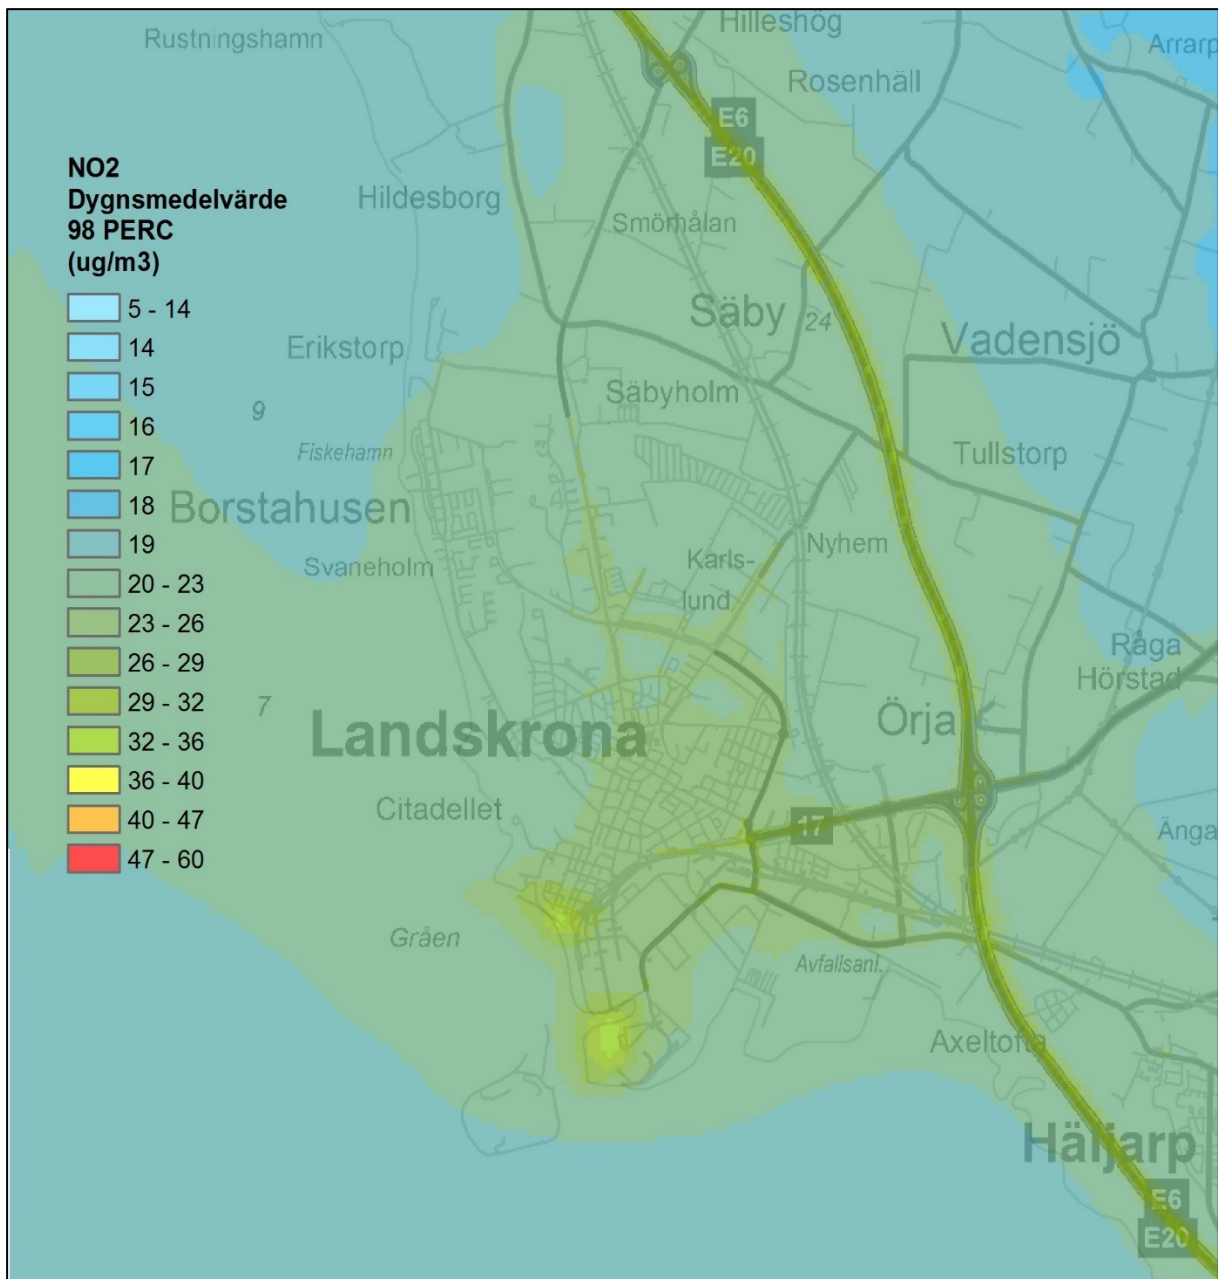 Hilleshög
Rustningshamn
Arrarp
Rosenhäll
E6
E20
NO2
Dygnsmedelvärde
98 PERC
(ug/m3)
Hildesborg
Smörhålan
5 - 14
14
15
16
17
18
19
20 - 23
23 - 26
26 - 29
29 - 32
32 - 36
36 - 40
40 - 47
47 - 60
Säby
24
Vadensjö
Erikstorp
Säbyholm
9
Fiskehamn
Tullstorp
Borstahusen
Nyhem
Karls-
lund
Svaneholm
Råga
Hörstad
7
Landskrona
Örja
Citadellet
17
Änga
Gråen
Avfallsanl.
Axeltofta
Häljarp
E6
E20